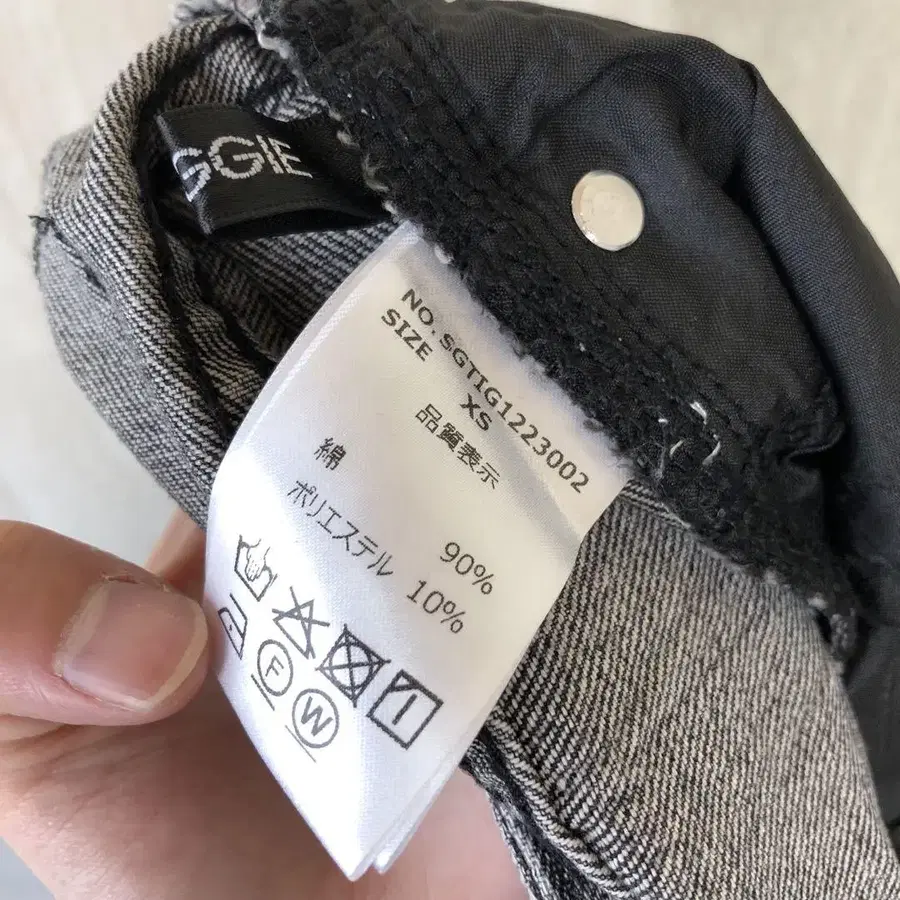 GGIE
NO. SGTIG1223002
SIZE XS
品質表示
綿 90%
ポリエステル 10%
F
W